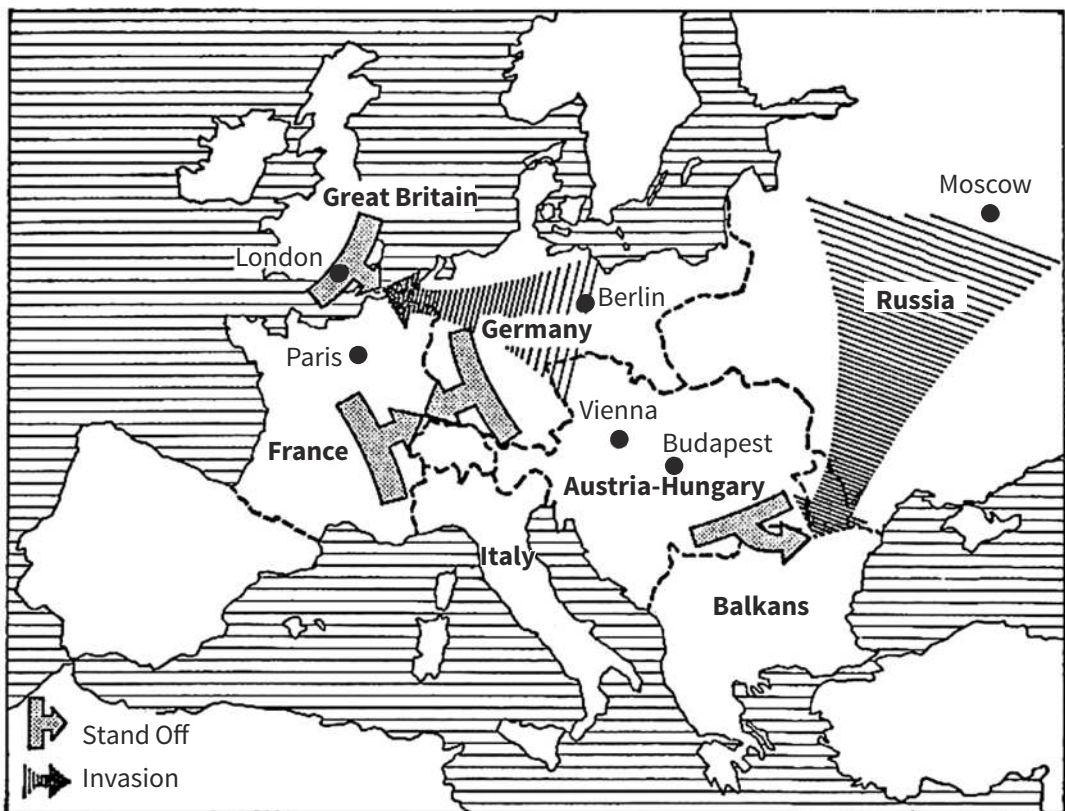 Moscow
Great Britain
London
Berlin
Russia
Germany
Paris
Vienna
Budapest
France
Austria-Hungary
Italy
Balkans
Stand Off
Invasion